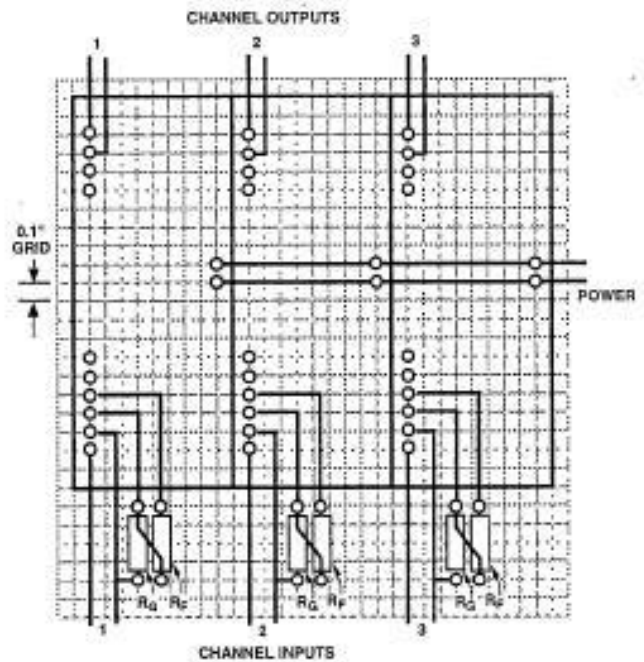 CHANNEL OUTPUTS
1 2 3
0.1"
GRID
POWER
RG RF RG RF RG RF
1 2 3
CHANNEL INPUTS